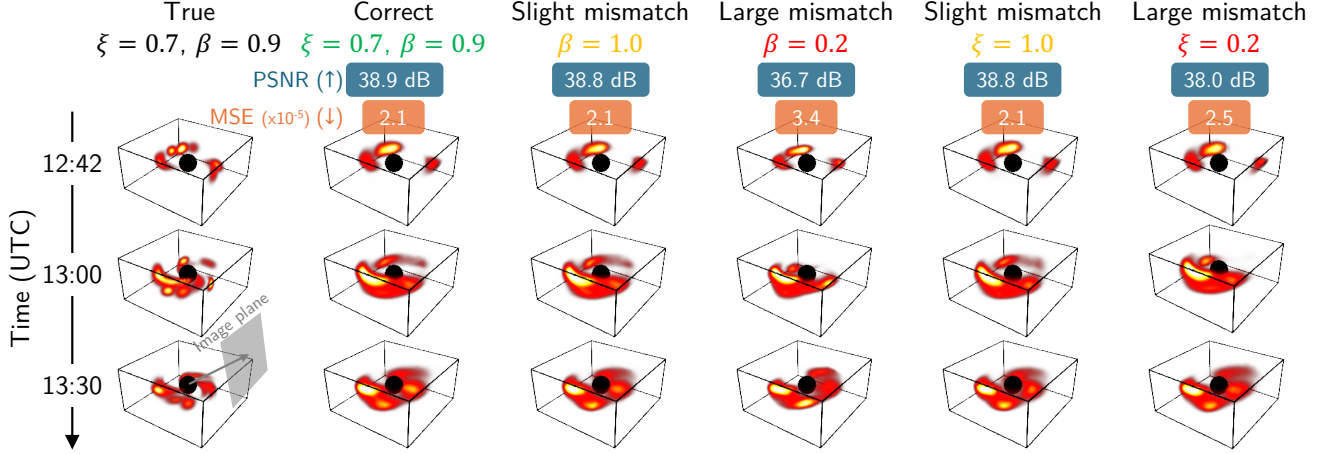 True Correct Slight mismatch Large mismatch Slight mismatch Large mismatch
ξ = 0.7, β = 0.9 ξ = 0.7, β = 0.9 β = 1.0 β = 0.2 ξ = 1.0 ξ = 0.2
PSNR (↑) 38.9 dB 38.8 dB 36.7 dB 38.8 dB 38.0 dB
MSE (x10⁻⁵) (↓) 2.1 2.1 3.4 2.1 2.5
Time (UTC)
12:42
13:00
Image plane
13:30